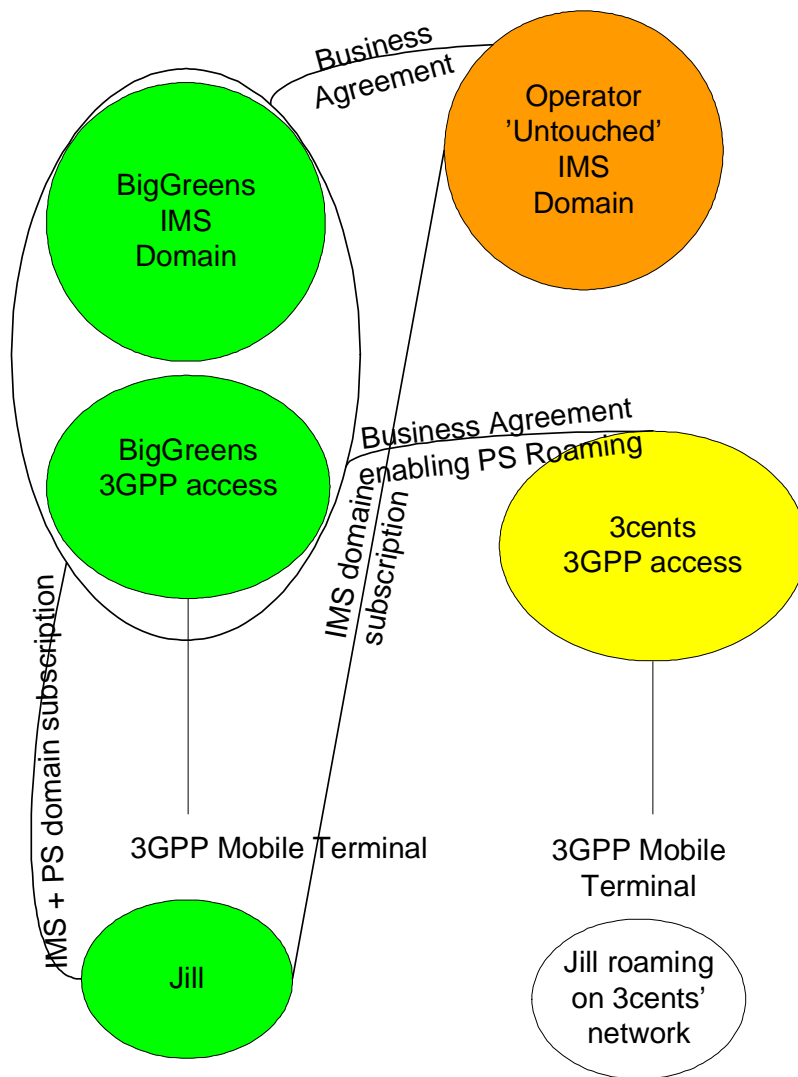 Business
Agreement
Operator
’Untouched’
IMS
Domain
BigGreens
IMS
Domain
Business Agreement
enabling PS Roaming
BigGreens
3GPP access
IMS domain
subscription
3cents
3GPP access
IMS + PS domain subscription
3GPP Mobile Terminal
3GPP Mobile
Terminal
Jill
Jill roaming
on 3cents’
network